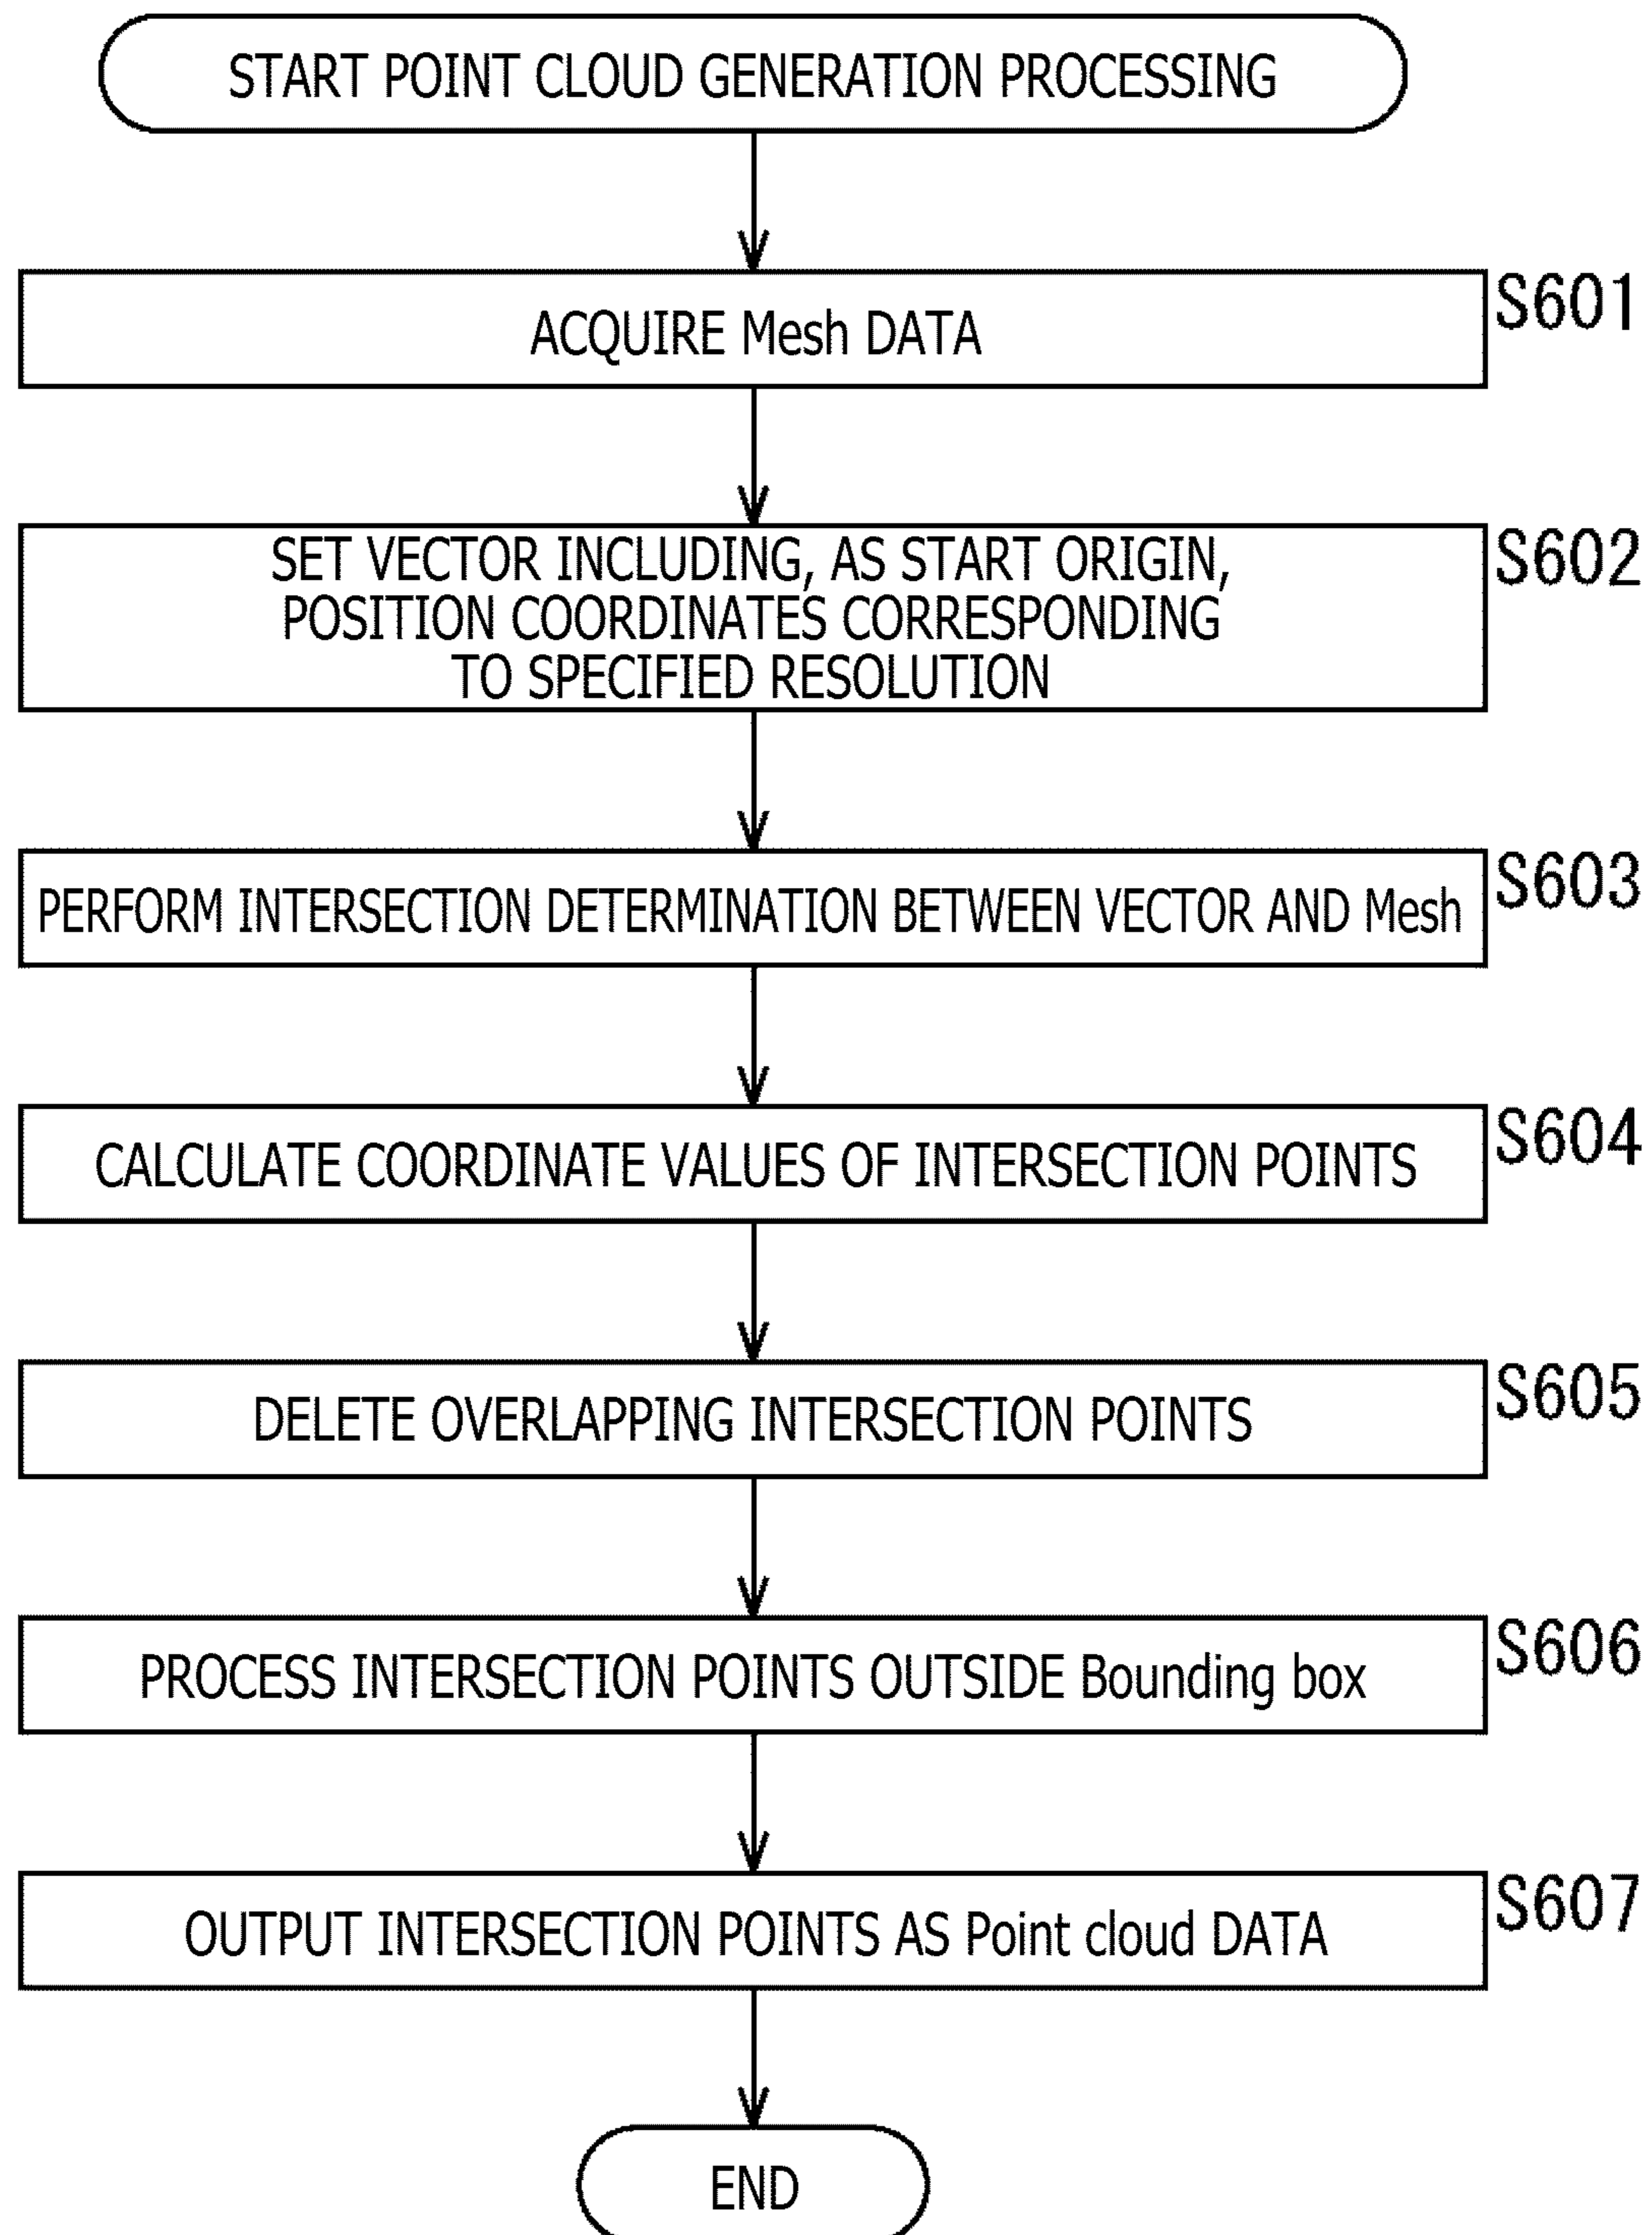 START POINT CLOUD GENERATION PROCESSING
S601
ACQUIRE Mesh DATA
S602
SET VECTOR INCLUDING, AS START ORIGIN,
POSITION COORDINATES CORRESPONDING
TO SPECIFIED RESOLUTION
S603
PERFORM INTERSECTION DETERMINATION BETWEEN VECTOR AND Mesh
S604
CALCULATE COORDINATE VALUES OF INTERSECTION POINTS
S605
DELETE OVERLAPPING INTERSECTION POINTS
S606
PROCESS INTERSECTION POINTS OUTSIDE Bounding box
S607
OUTPUT INTERSECTION POINTS AS Point cloud DATA
END